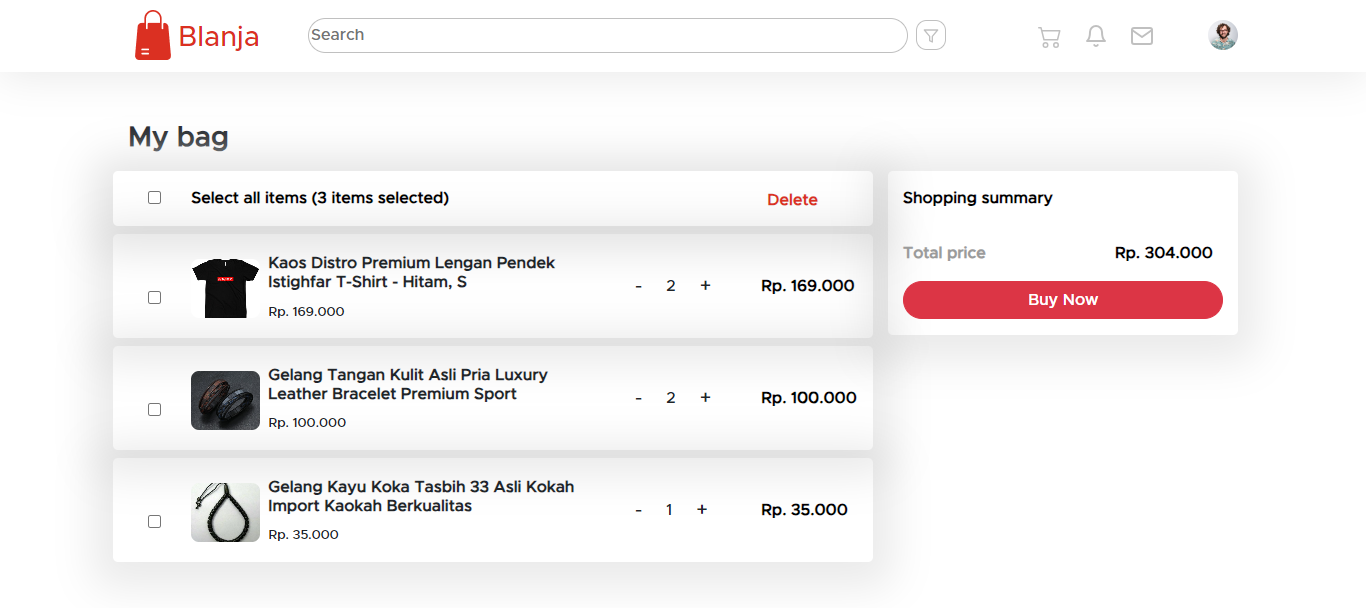 Blanja
Search
My bag
Select all items (3 items selected)
Delete
Kaos Distro Premium Lengan Pendek
Istighfar T-Shirt - Hitam, S
Rp. 169.000
- 2 +
Rp. 169.000
Gelang Tangan Kulit Asli Pria Luxury
Leather Bracelet Premium Sport
Rp. 100.000
- 2 +
Rp. 100.000
Gelang Kayu Koka Tasbih 33 Asli Kokah
Import Kaokah Berkualitas
Rp. 35.000
- 1 +
Rp. 35.000
Shopping summary
Total price
Rp. 304.000
Buy Now